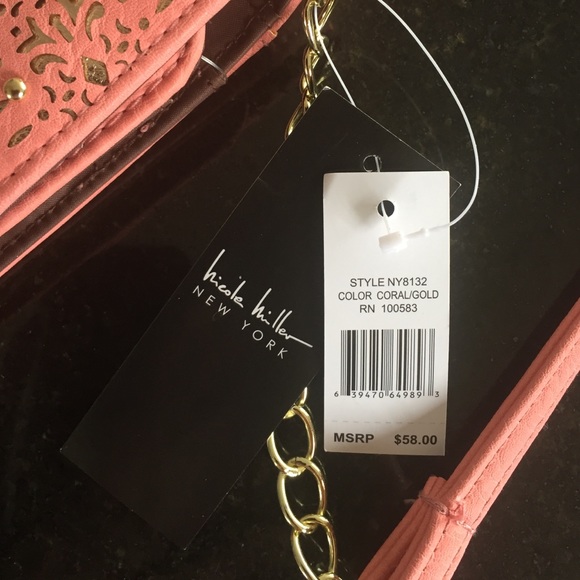 nicole miller
NEW YORK
STYLE NY8132
COLOR CORAL/GOLD
RN 100583
6 39470 64989 3
MSRP $58.00